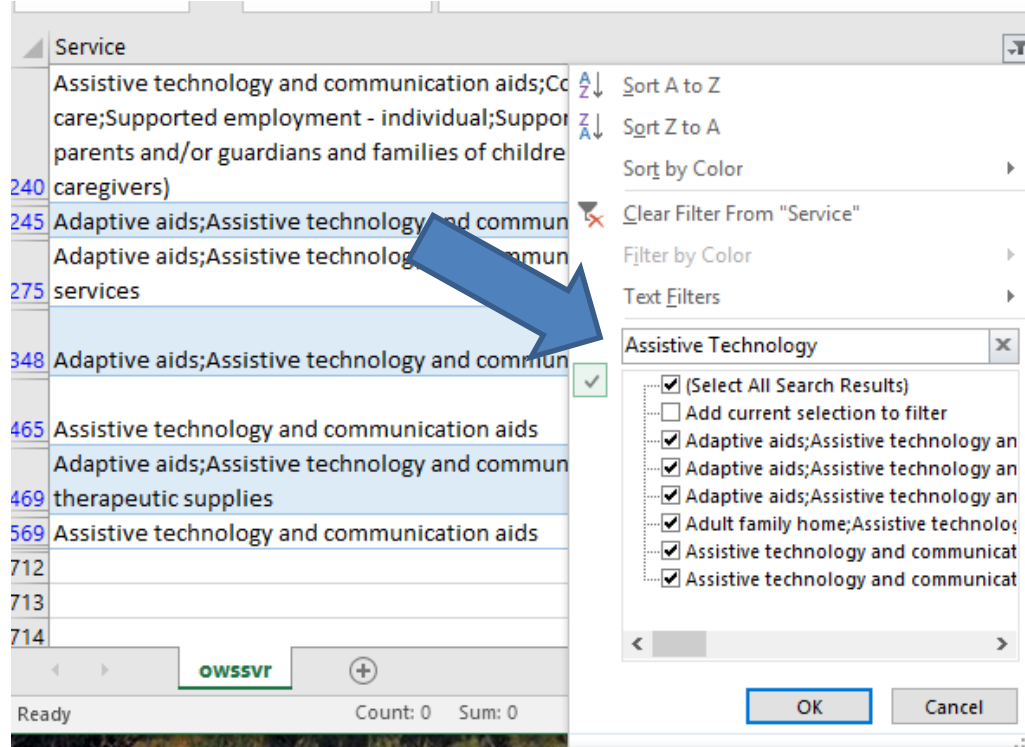 Service
Assistive technology and communication aids;Co
care;Supported employment - individual;Suppor
parents and/or guardians and families of childre
240 caregivers)
245 Adaptive aids;Assistive technology and commun
Adaptive aids;Assistive technology commun
275 services
348 Adaptive aids;Assistive technology and commun
465 Assistive technology and communication aids
Adaptive aids;Assistive technology and commun
469 therapeutic supplies
569 Assistive technology and communication aids
712
713
714
owssvr
Ready Count: 0 Sum: 0
Sort A to Z
Sort Z to A
Sort by Color
Clear Filter From "Service"
Filter by Color
Text Filters
Assistive Technology
(Select All Search Results)
Add current selection to filter
Adaptive aids;Assistive technology an
Adaptive aids;Assistive technology an
Adaptive aids;Assistive technology an
Adult family home;Assistive technolog
Assistive technology and communicat
Assistive technology and communicat
OK Cancel